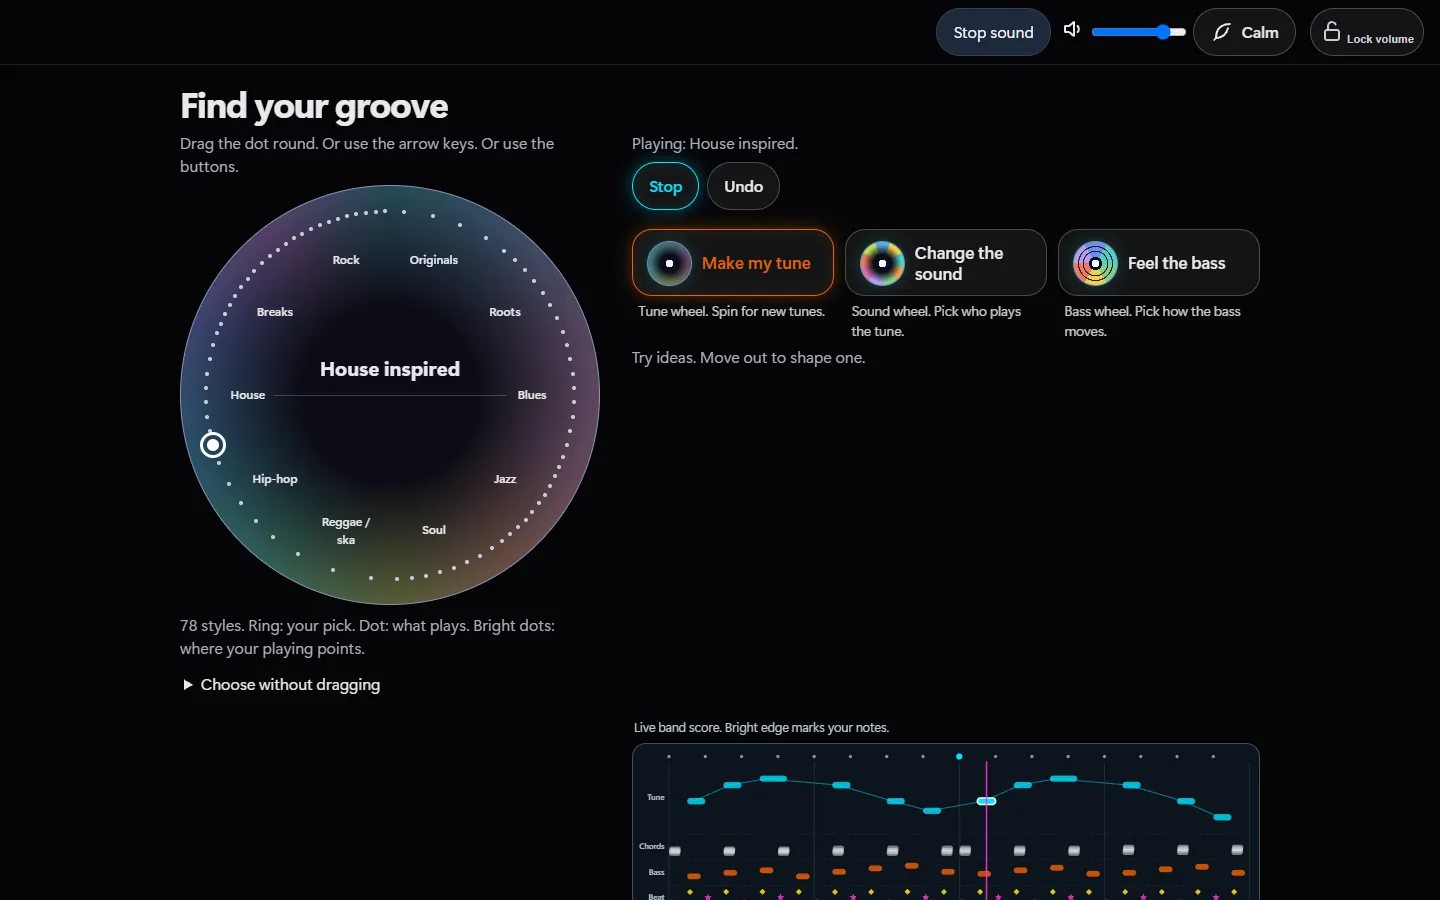 Stop sound
Calm
Lock volume
Find your groove
Drag the dot round. Or use the arrow keys. Or use the
buttons.
Rock
Originals
Breaks
Roots
House inspired
House
Blues
Hip-hop
Jazz
Reggae /
ska
Soul
78 styles. Ring: your pick. Dot: what plays. Bright dots:
where your playing points.
Choose without dragging
Playing: House inspired.
Stop
Undo
Make my tune
Change the
sound
Feel the bass
Tune wheel. Spin for new tunes.
Sound wheel. Pick who plays
the tune.
Bass wheel. Pick how the bass
moves.
Try ideas. Move out to shape one.
Live band score. Bright edge marks your notes.
Tune
Chords
Bass
Beat